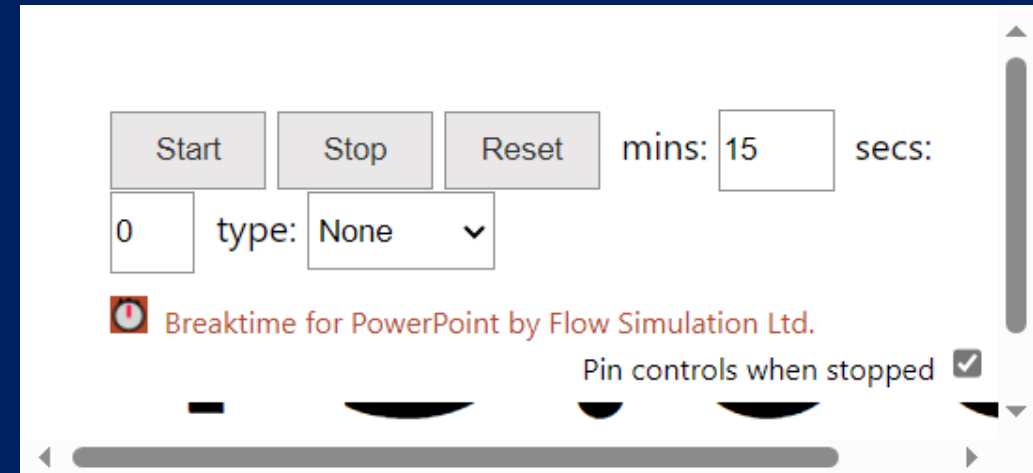 Start Stop Reset mins: 15 secs:
0 type: None
Breaktime for PowerPoint by Flow Simulation Ltd.
Pin controls when stopped